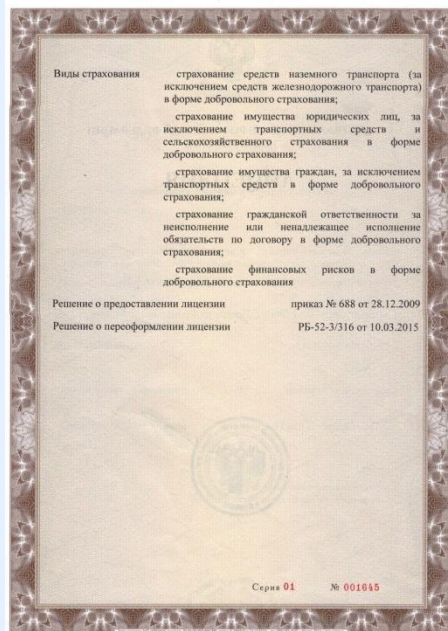 Виды страхования страхование средств наземного транспорта (за
исключением средств железнодорожного транспорта)
в форме добровольного страхования;
страхование имущества юридических лиц, за
исключением транспортных средств и
сельскохозяйственного страхования в форме
добровольного страхования;
страхование имущества граждан, за исключением
транспортных средств в форме добровольного
страхования;
страхование гражданской ответственности за
неисполнение или ненадлежащее исполнение
обязательств по договору в форме добровольного
страхования;
страхование финансовых рисков в форме
добровольного страхования
Решение о предоставлении лицензии приказ № 688 от 28.12.2009
Решение о переоформлении лицензии РБ-52-3/316 от 10.03.2015
Серия 01 № 001645